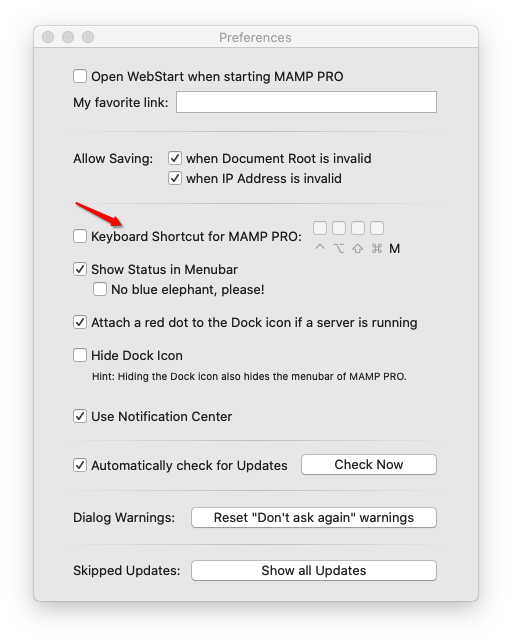 Preferences
Open WebStart when starting MAMP PRO
My favorite link:
Allow Saving: when Document Root is invalid
when IP Address is invalid
Keyboard Shortcut for MAMP PRO:
^ ⌥ ⇧ ⌘ M
Show Status in Menubar
No blue elephant, please!
Attach a red dot to the Dock icon if a server is running
Hide Dock Icon
Hint: Hiding the Dock icon also hides the menubar of MAMP PRO.
Use Notification Center
Automatically check for Updates Check Now
Dialog Warnings: Reset "Don't ask again" warnings
Skipped Updates: Show all Updates